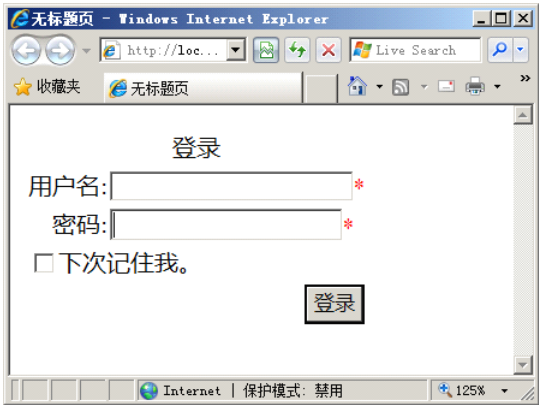 无标题页 - Windows Internet Explorer
http://loc... Live Search
收藏夹 无标题页 »
登录
用户名: *
密码: *
下次记住我。
登录
Internet | 保护模式: 禁用 125%